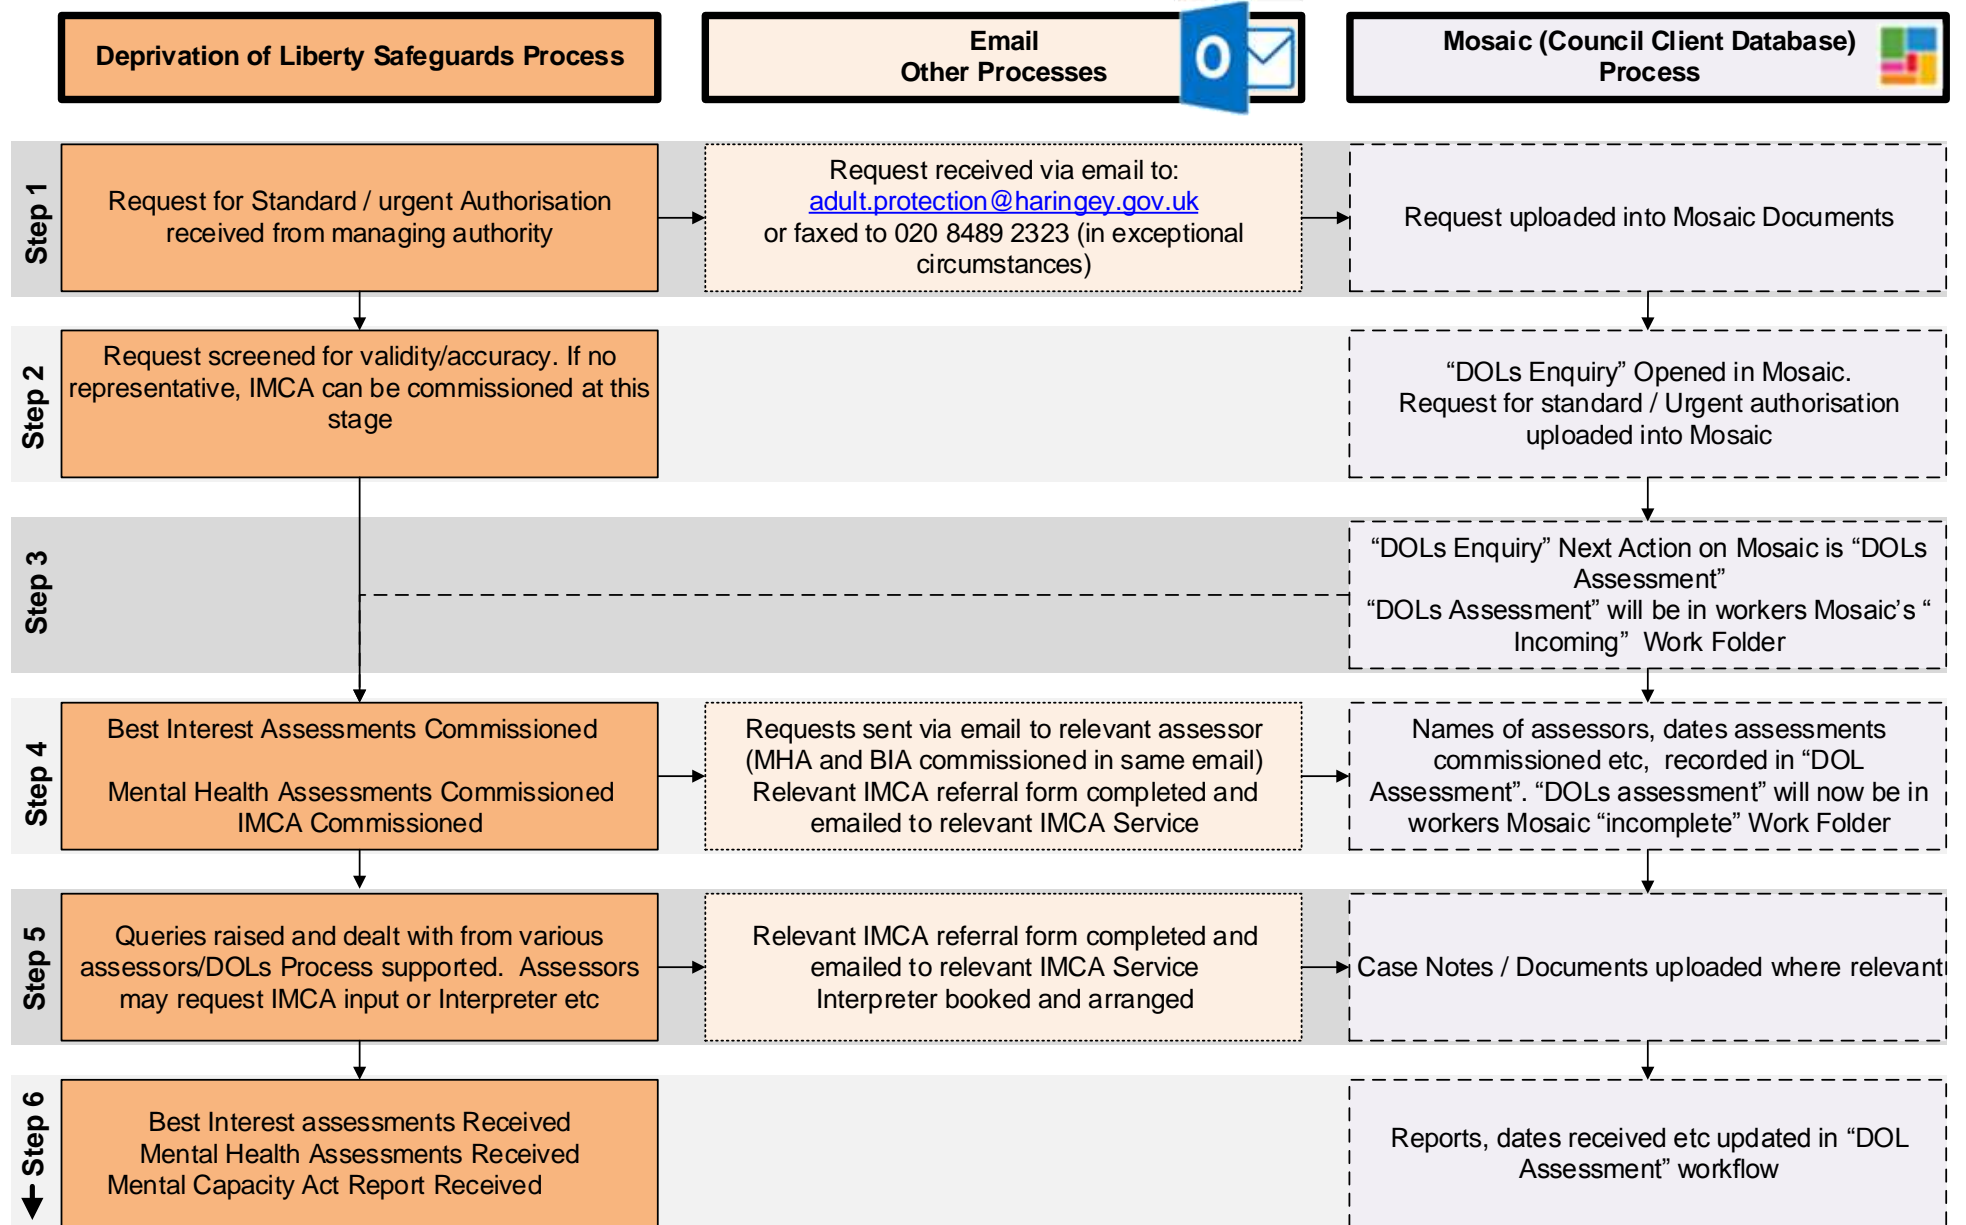 Deprivation of Liberty Safeguards Process
Email
Other Processes
O
Mosaic (Council Client Database)
Process
Step 1
Request for Standard / urgent Authorisation
received from managing authority
Request received via email to:
adult.protection@haringey.gov.uk
or faxed to 020 8489 2323 (in exceptional
circumstances)
Request uploaded into Mosaic Documents
Step 2
Request screened for validity/accuracy. If no
representative, IMCA can be commissioned at this
stage
“DOLs Enquiry” Opened in Mosaic.
Request for standard / Urgent authorisation
uploaded into Mosaic
Step 3
“DOLs Enquiry” Next Action on Mosaic is “DOLs
Assessment”
“DOLs Assessment” will be in workers Mosaic’s “
Incoming” Work Folder
Step 4
Best Interest Assessments Commissioned
Mental Health Assessments Commissioned
IMCA Commissioned
Requests sent via email to relevant assessor
(MHA and BIA commissioned in same email)
Relevant IMCA referral form completed and
emailed to relevant IMCA Service
Names of assessors, dates assessments
commissioned etc, recorded in “DOL
Assessment”. “DOLs assessment” will now be in
workers Mosaic “incomplete” Work Folder
Step 5
Queries raised and dealt with from various
assessors/DOLs Process supported. Assessors
may request IMCA input or Interpreter etc
Relevant IMCA referral form completed and
emailed to relevant IMCA Service
Interpreter booked and arranged
Case Notes / Documents uploaded where relevant
Step 6
Best Interest assessments Received
Mental Health Assessments Received
Mental Capacity Act Report Received
Reports, dates received etc updated in “DOL
Assessment” workflow